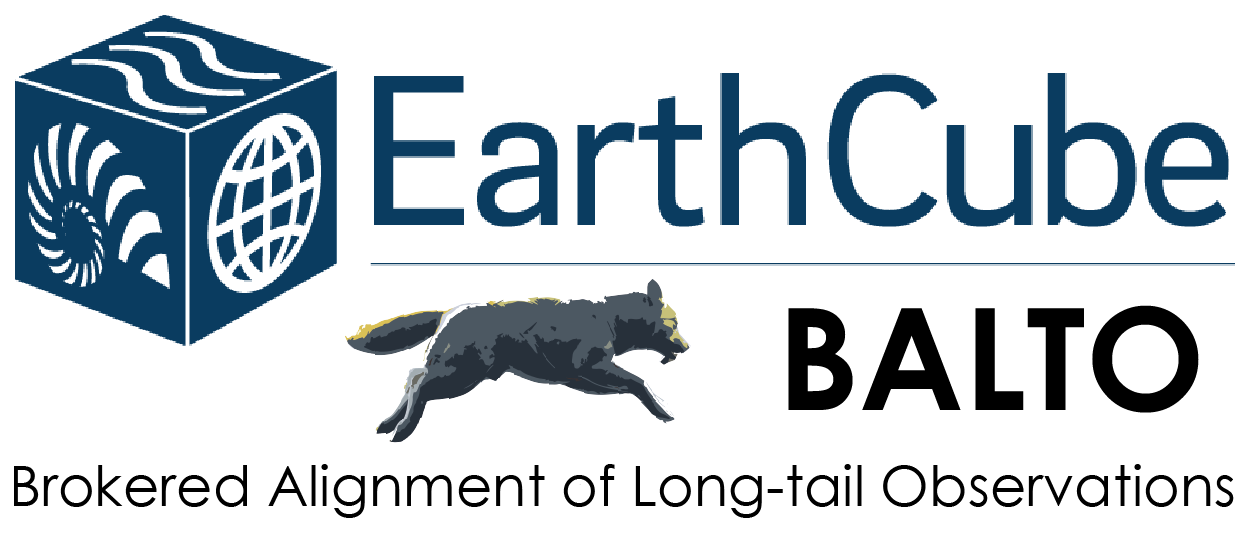 EarthCube
BALTO
Brokered Alignment of Long-tail Observations